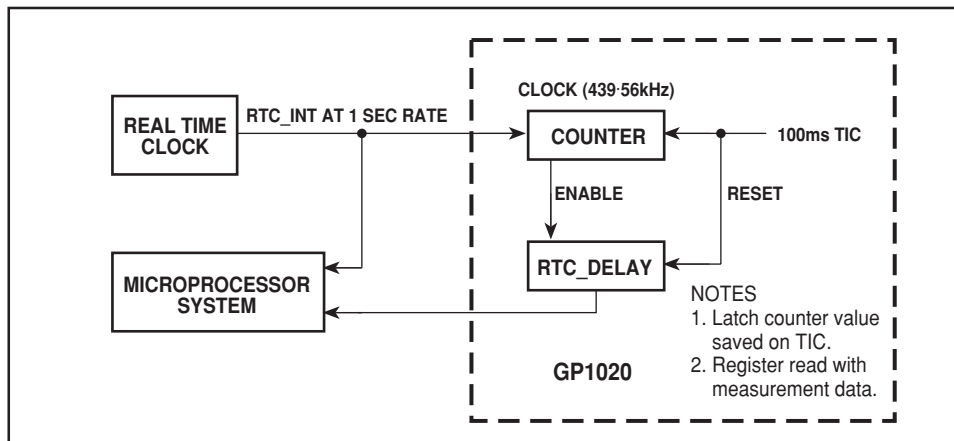 CLOCK (439·56kHz)
RTC_INT AT 1 SEC RATE
REAL TIME
CLOCK
COUNTER
100ms TIC
ENABLE
RESET
RTC_DELAY
MICROPROCESSOR
SYSTEM
NOTES
1. Latch counter value
saved on TIC.
2. Register read with
measurement data.
GP1020